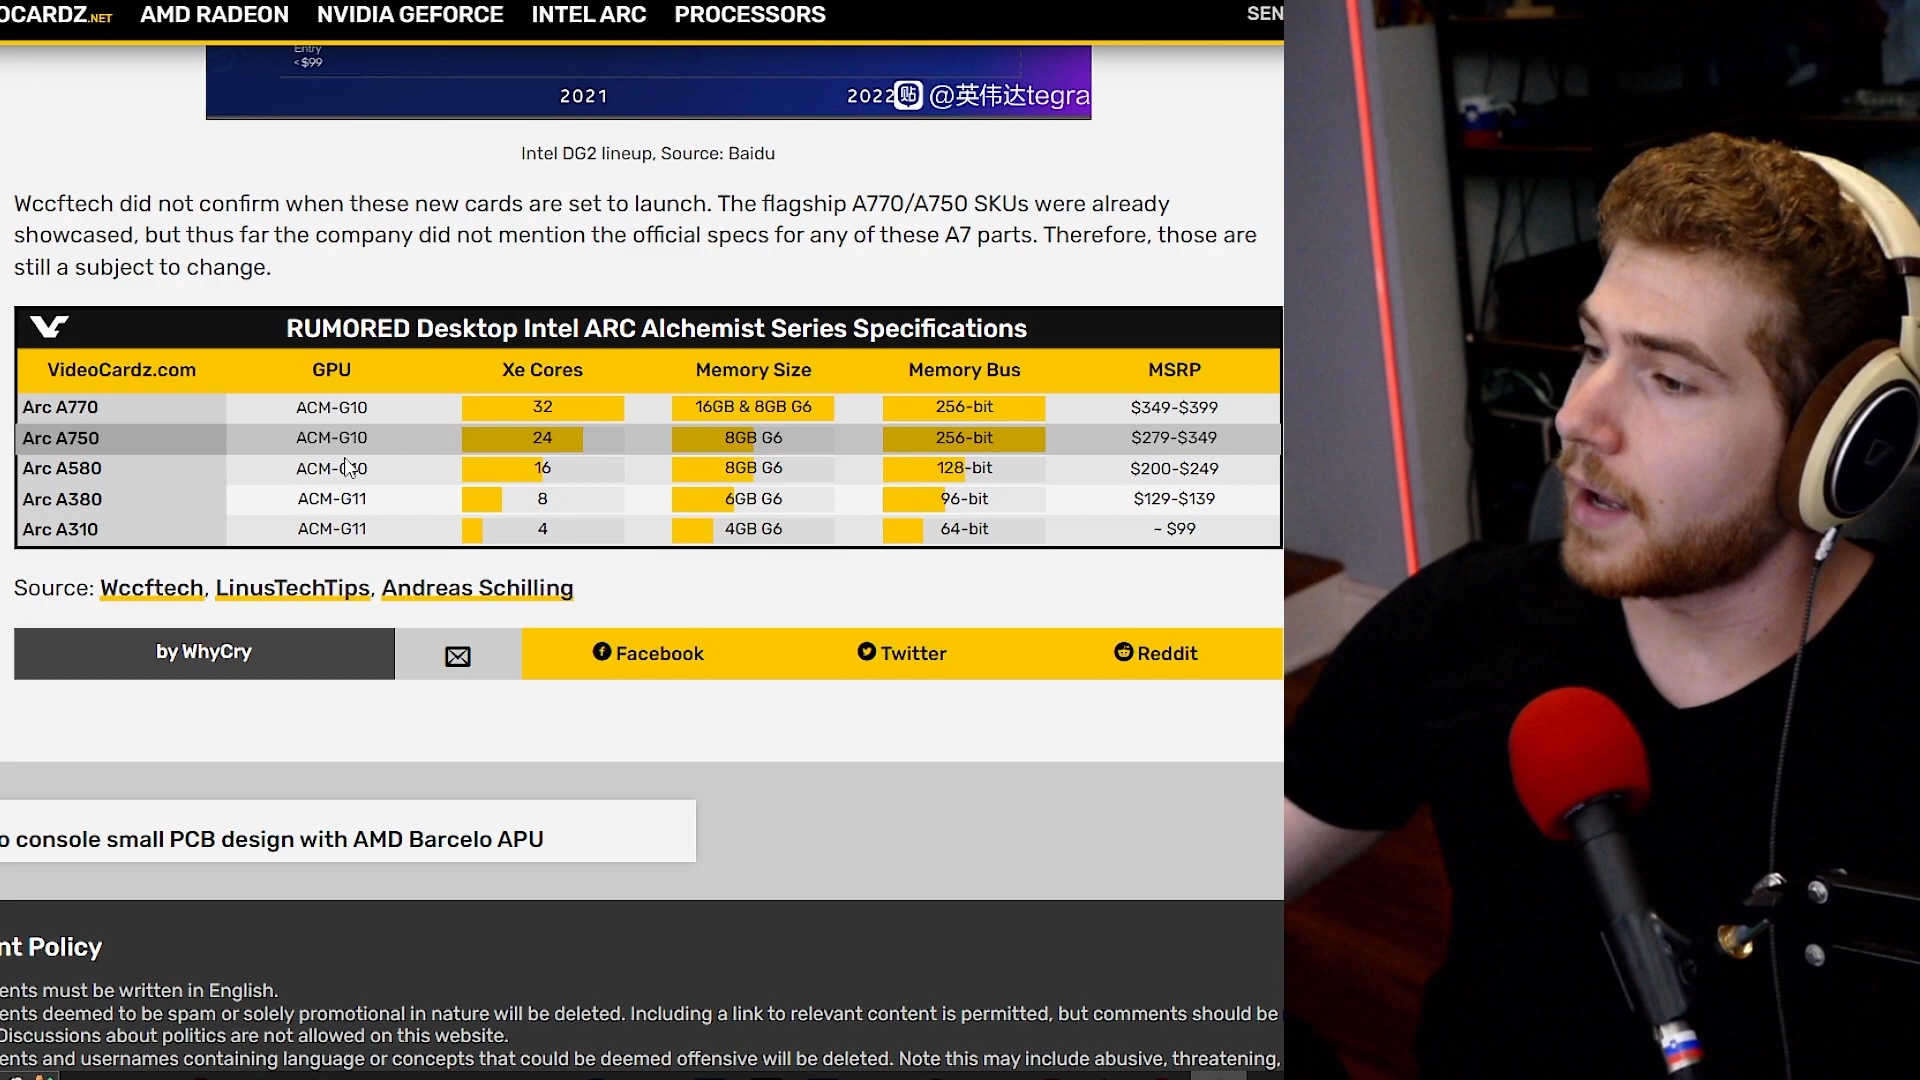 OCARDZ.NET AMD RADEON NVIDIA GEFORCE INTEL ARC PROCESSORS SEN
Entry
<$99
2021 2022 贴 @英伟达tegra
Intel DG2 lineup, Source: Baidu
Wccftech did not confirm when these new cards are set to launch. The flagship A770/A750 SKUs were already
showcased, but thus far the company did not mention the official specs for any of these A7 parts. Therefore, those are
still a subject to change.
RUMORED Desktop Intel ARC Alchemist Series Specifications
VideoCardz.com GPU Xe Cores Memory Size Memory Bus MSRP
Arc A770 ACM-G10 32 16GB & 8GB G6 256-bit $349-$399
Arc A750 ACM-G10 24 8GB G6 256-bit $279-$349
Arc A580 ACM-G10 16 8GB G6 128-bit $200-$249
Arc A380 ACM-G11 8 6GB G6 96-bit $129-$139
Arc A310 ACM-G11 4 4GB G6 64-bit ~ $99
Source: Wccftech, LinusTechTips, Andreas Schilling
by WhyCry Facebook Twitter Reddit
o console small PCB design with AMD Barcelo APU
nt Policy
ents must be written in English.
ents deemed to be spam or solely promotional in nature will be deleted. Including a link to relevant content is permitted, but comments should be
Discussions about politics are not allowed on this website.
ents and usernames containing language or concepts that could be deemed offensive will be deleted. Note this may include abusive, threatening,